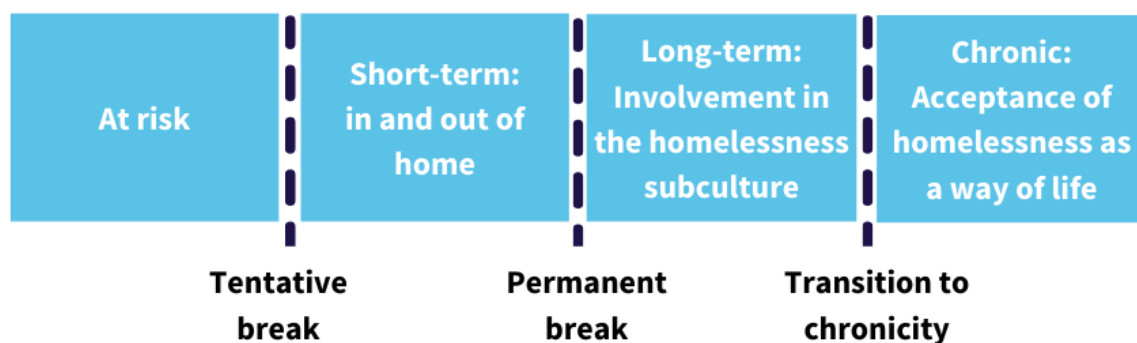 At risk
Short-term:
in and out of
home
Long-term:
Involvement in
the homelessness
subculture
Chronic:
Acceptance of
homelessness as
a way of life
Tentative
break
Permanent
break
Transition to
chronicity